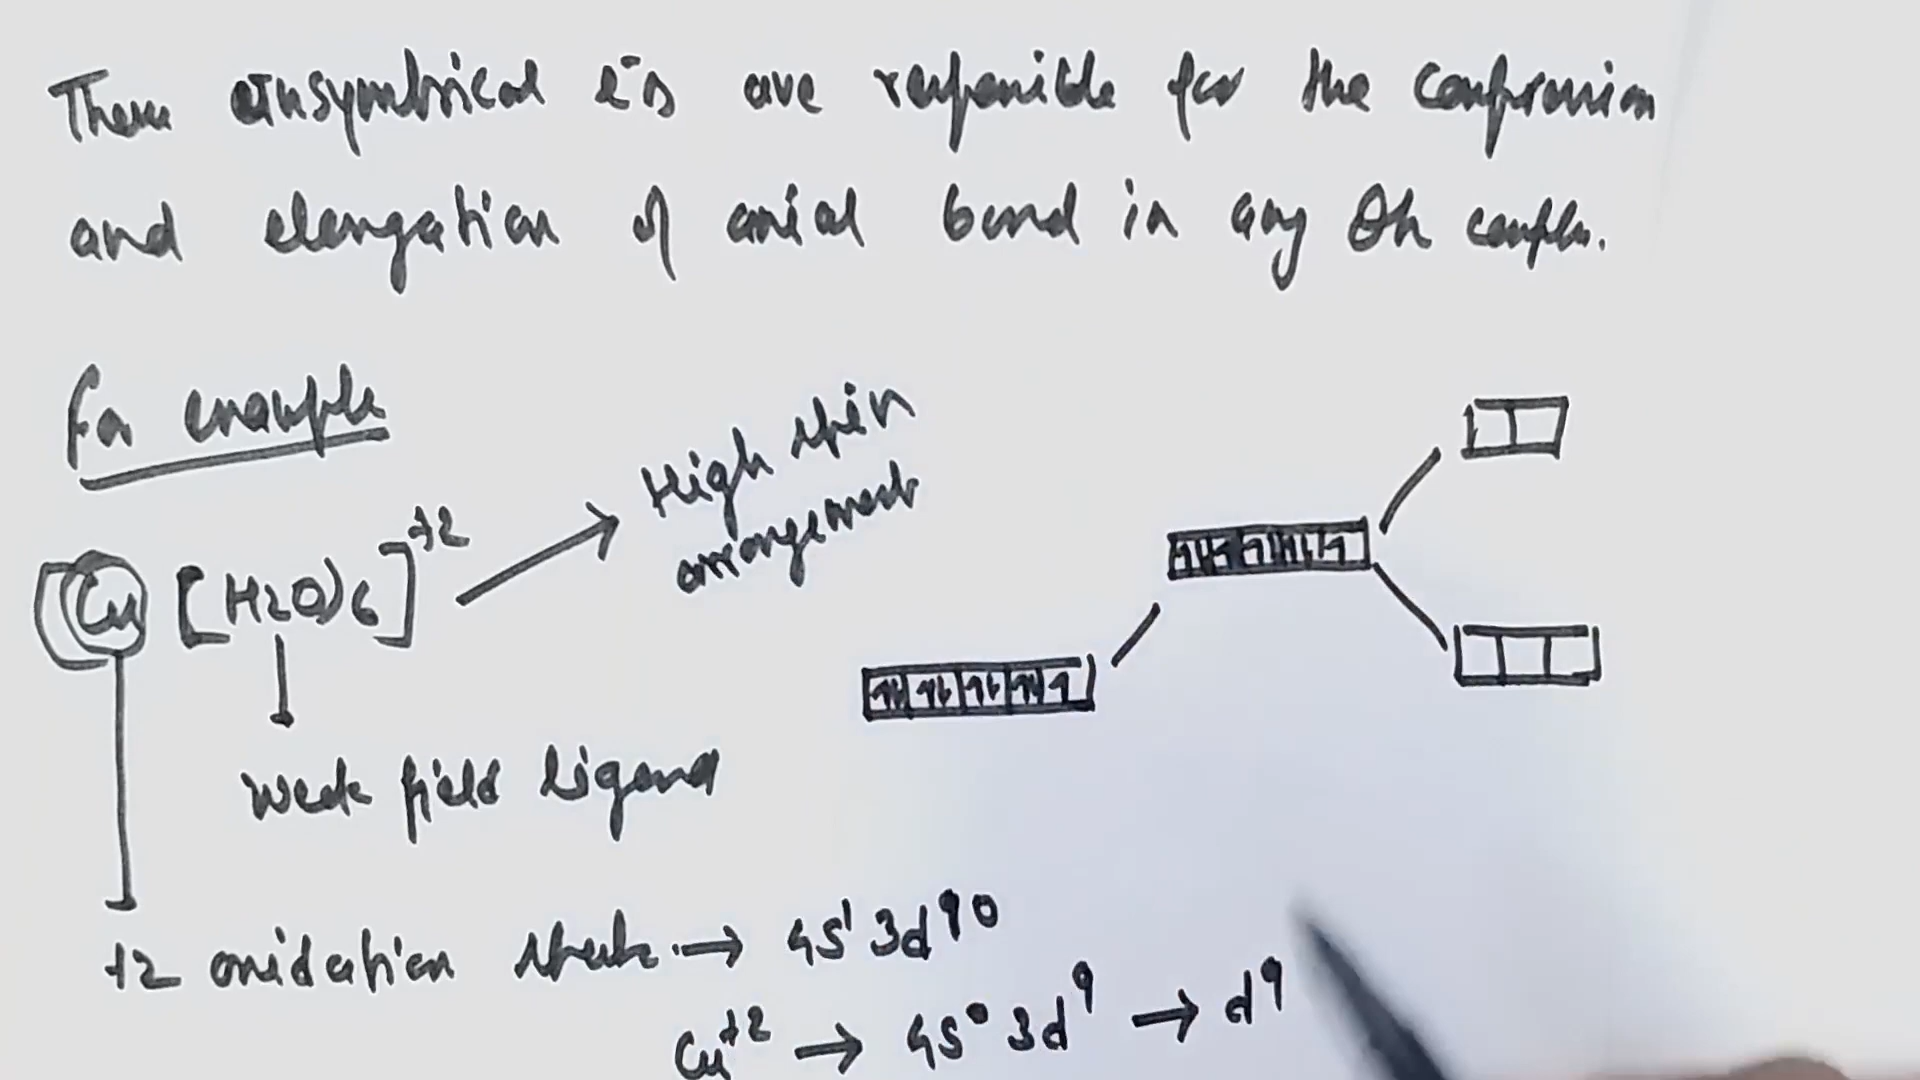 These unsymmetrical e⁻s are responsible for the compression
and elongation of axial bond in any Oh complex.
For example
Cu [H2O)6]+2
High spin
arrangement
Weak field ligand
+2 oxidation state → 4S¹ 3d¹⁰
Cu+2 → 4S⁰ 3d⁹ → d⁹